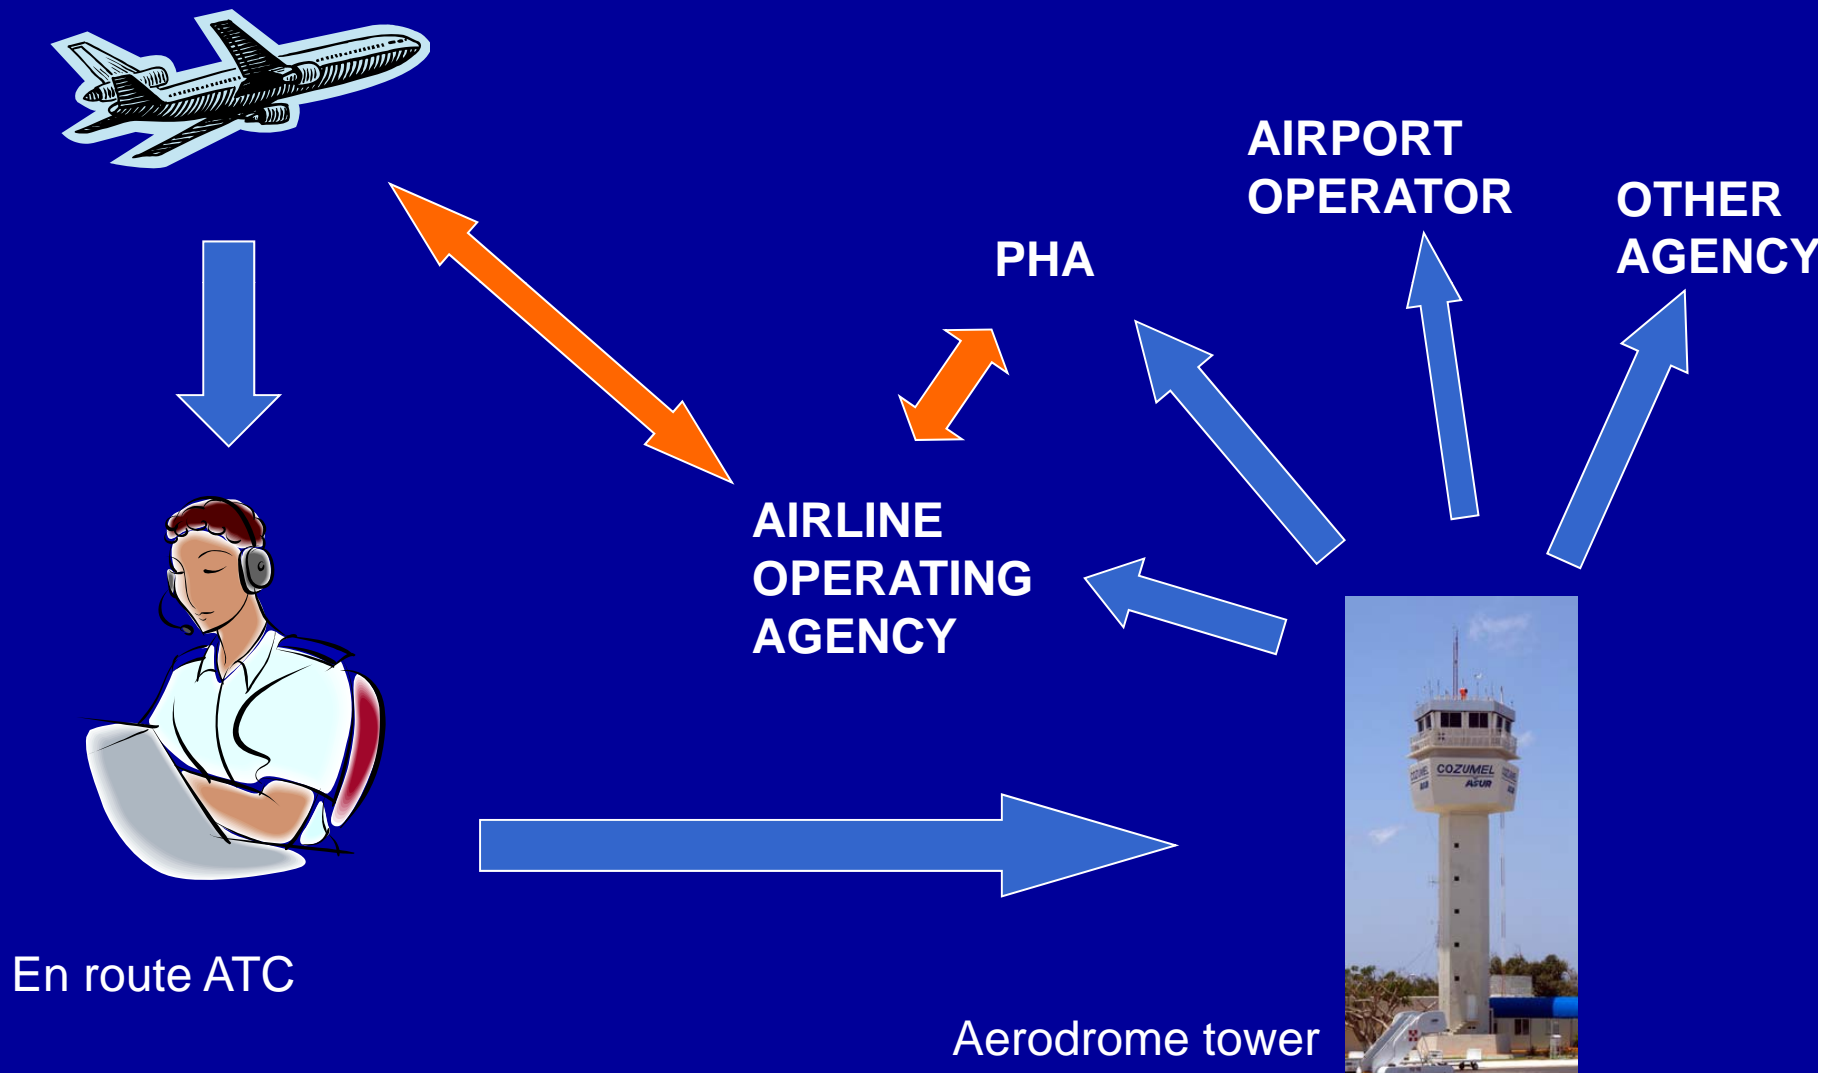 AIRPORT
OPERATOR
OTHER
AGENCY
PHA
AIRLINE
OPERATING
AGENCY
COZUMEL
ASUR
En route ATC
Aerodrome tower